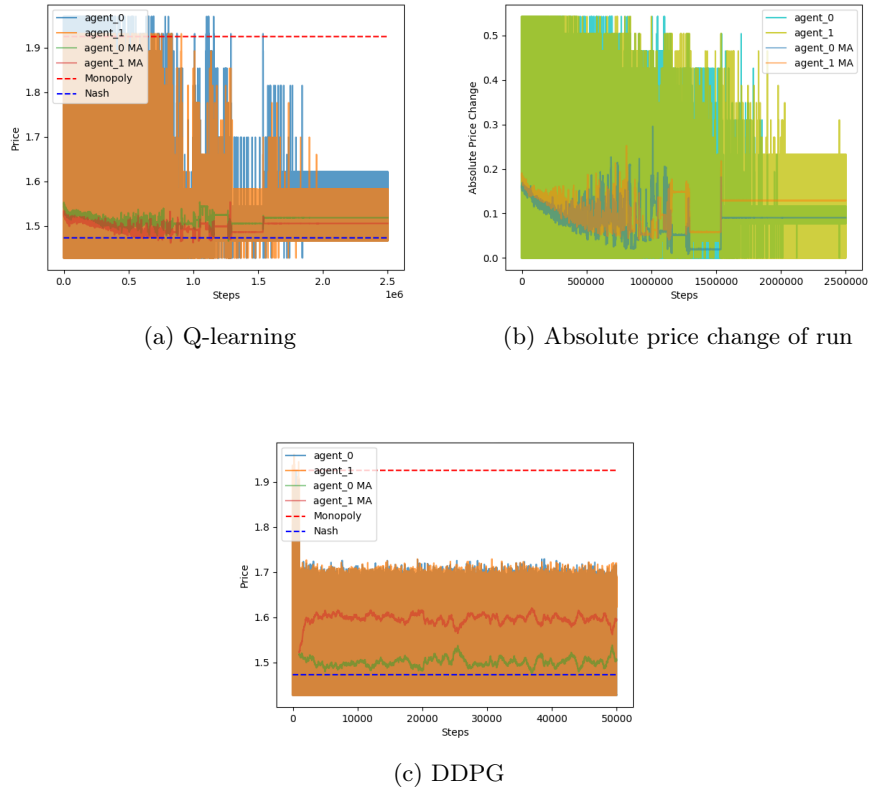 agent_0
agent_1
agent_0 MA
agent_1 MA
Monopoly
Nash
Price
1.9
1.8
1.7
1.6
1.5
0.0 0.5 1.0 1.5 2.0 2.5
1e6
Steps
(a) Q-learning
agent_0
agent_1
agent_0 MA
agent_1 MA
Absolute Price Change
0.5
0.4
0.3
0.2
0.1
0.0
0 500000 1000000 1500000 2000000 2500000
Steps
(b) Absolute price change of run
agent_0
agent_1
agent_0 MA
agent_1 MA
Monopoly
Nash
Price
1.9
1.8
1.7
1.6
1.5
0 10000 20000 30000 40000 50000
Steps
(c) DDPG